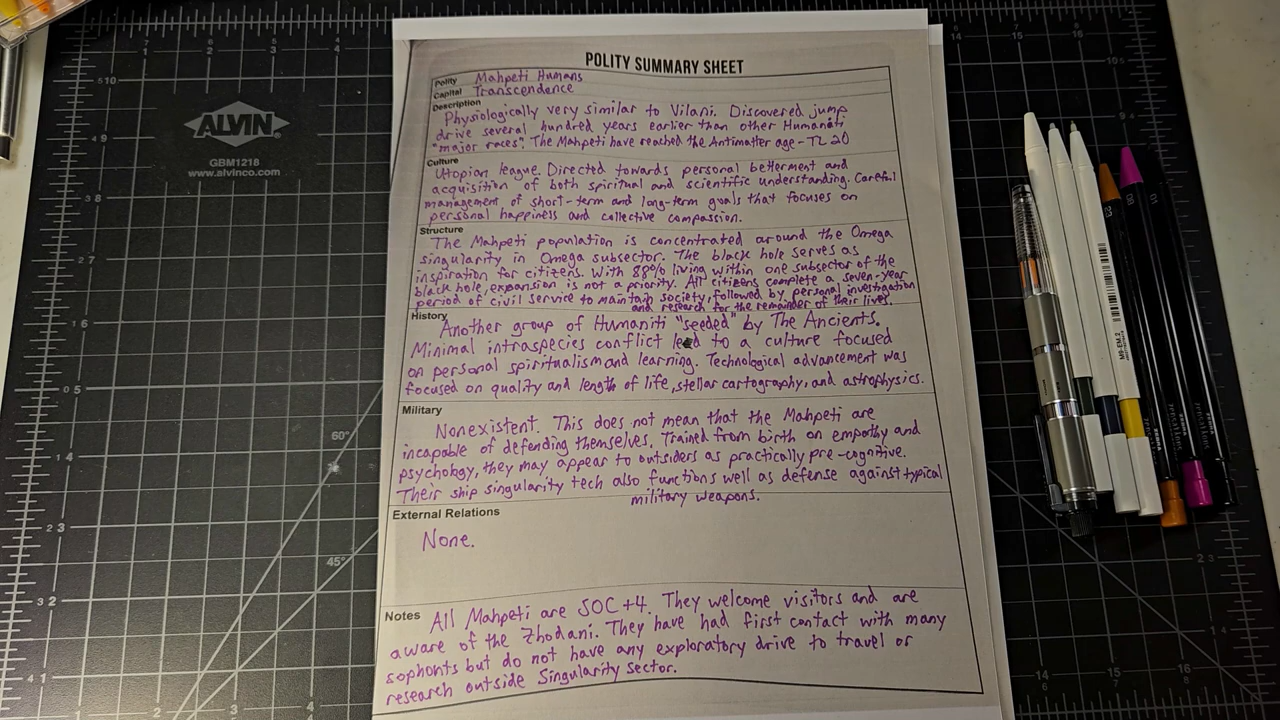 POLITY SUMMARY SHEET
Polity Mahpeti Humans
Capital Transcendence
Description
Physiologically very similar to Vilani. Discovered jump
drive several hundred years earlier than other Humaniti
"major races". The Mahpeti have reached the Antimatter age - TL 20
Culture
Utopian league. Directed towards personal betterment and
acquisition of both spiritual and scientific understanding. Careful
management of short-term and long-term goals that focuses on
personal happiness and collective compassion.
Structure
The Mahpeti population is concentrated around the Omega
singularity in Omega subsector. The black hole serves as
inspiration for citizens. With 88% living within one subsector of the
black hole, expansion is not a priority. All citizens complete a seven-year
period of civil service to maintain society, followed by personal investigation
and research for the remainder of their lives.
History
Another group of Humaniti "seeded" by The Ancients.
Minimal intraspecies conflict led to a culture focused
on personal spiritualism and learning. Technological advancement was
focused on quality and length of life, stellar cartography, and astrophysics.
Military
Nonexistent. This does not mean that the Mahpeti are
incapable of defending themselves. Trained from birth on empathy and
psychology, they may appear to outsiders as practically pre-cognitive.
Their ship singularity tech also functions well as defense against typical
military weapons.
External Relations
None.
Notes
All Mahpeti are SOC +4. They welcome visitors and are
aware of the Zhodani. They have had first contact with many
sophonts but do not have any exploratory drive to travel or
research outside Singularity Sector.
ALVIN
GBM1218
www.alvinco.com
60°
45°